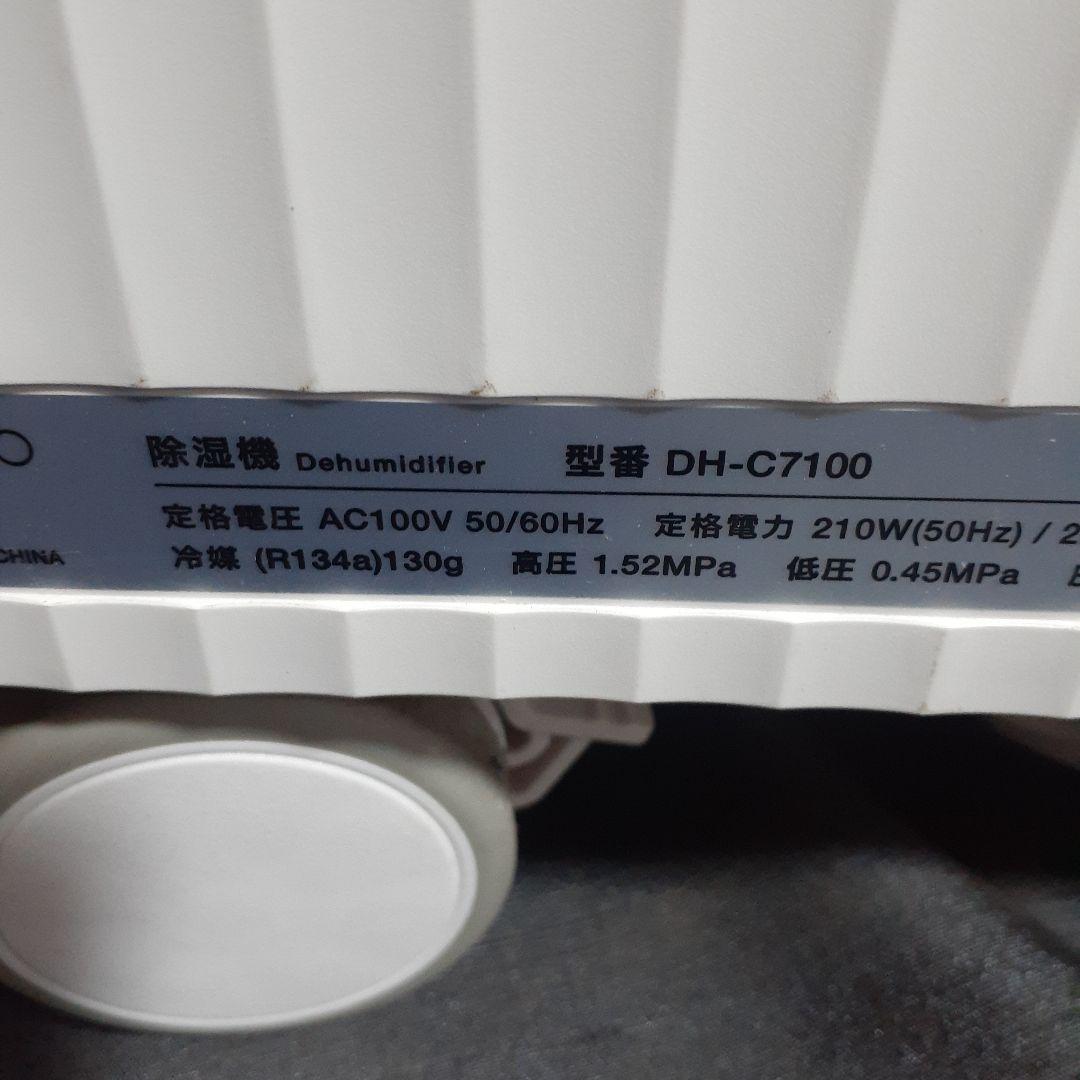 除湿機 Dehumidifier 型番 DH-C7100
定格電圧 AC100V 50/60Hz 定格電力 210W(50Hz) / 2
CHINA
冷媒 (R134a)130g 高圧 1.52MPa 低圧 0.45MPa